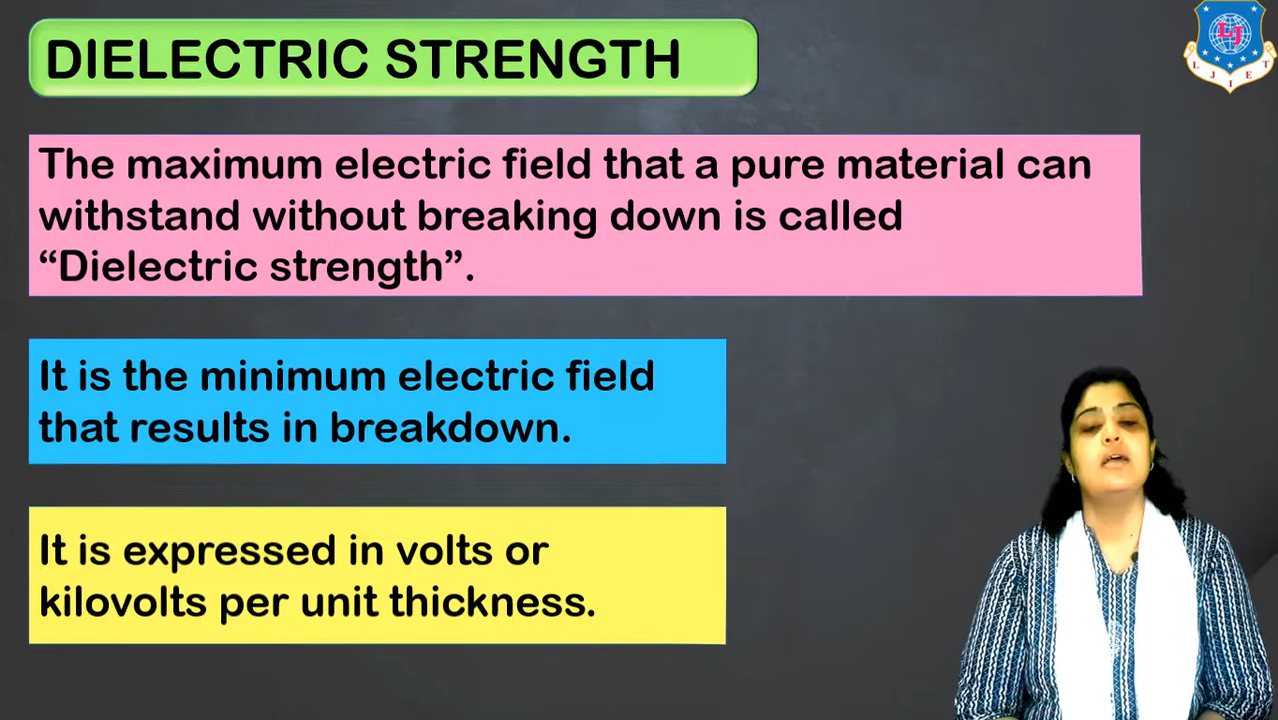 DIELECTRIC STRENGTH
LJ
L J I E T
The maximum electric field that a pure material can
withstand without breaking down is called
“Dielectric strength”.
It is the minimum electric field
that results in breakdown.
It is expressed in volts or
kilovolts per unit thickness.